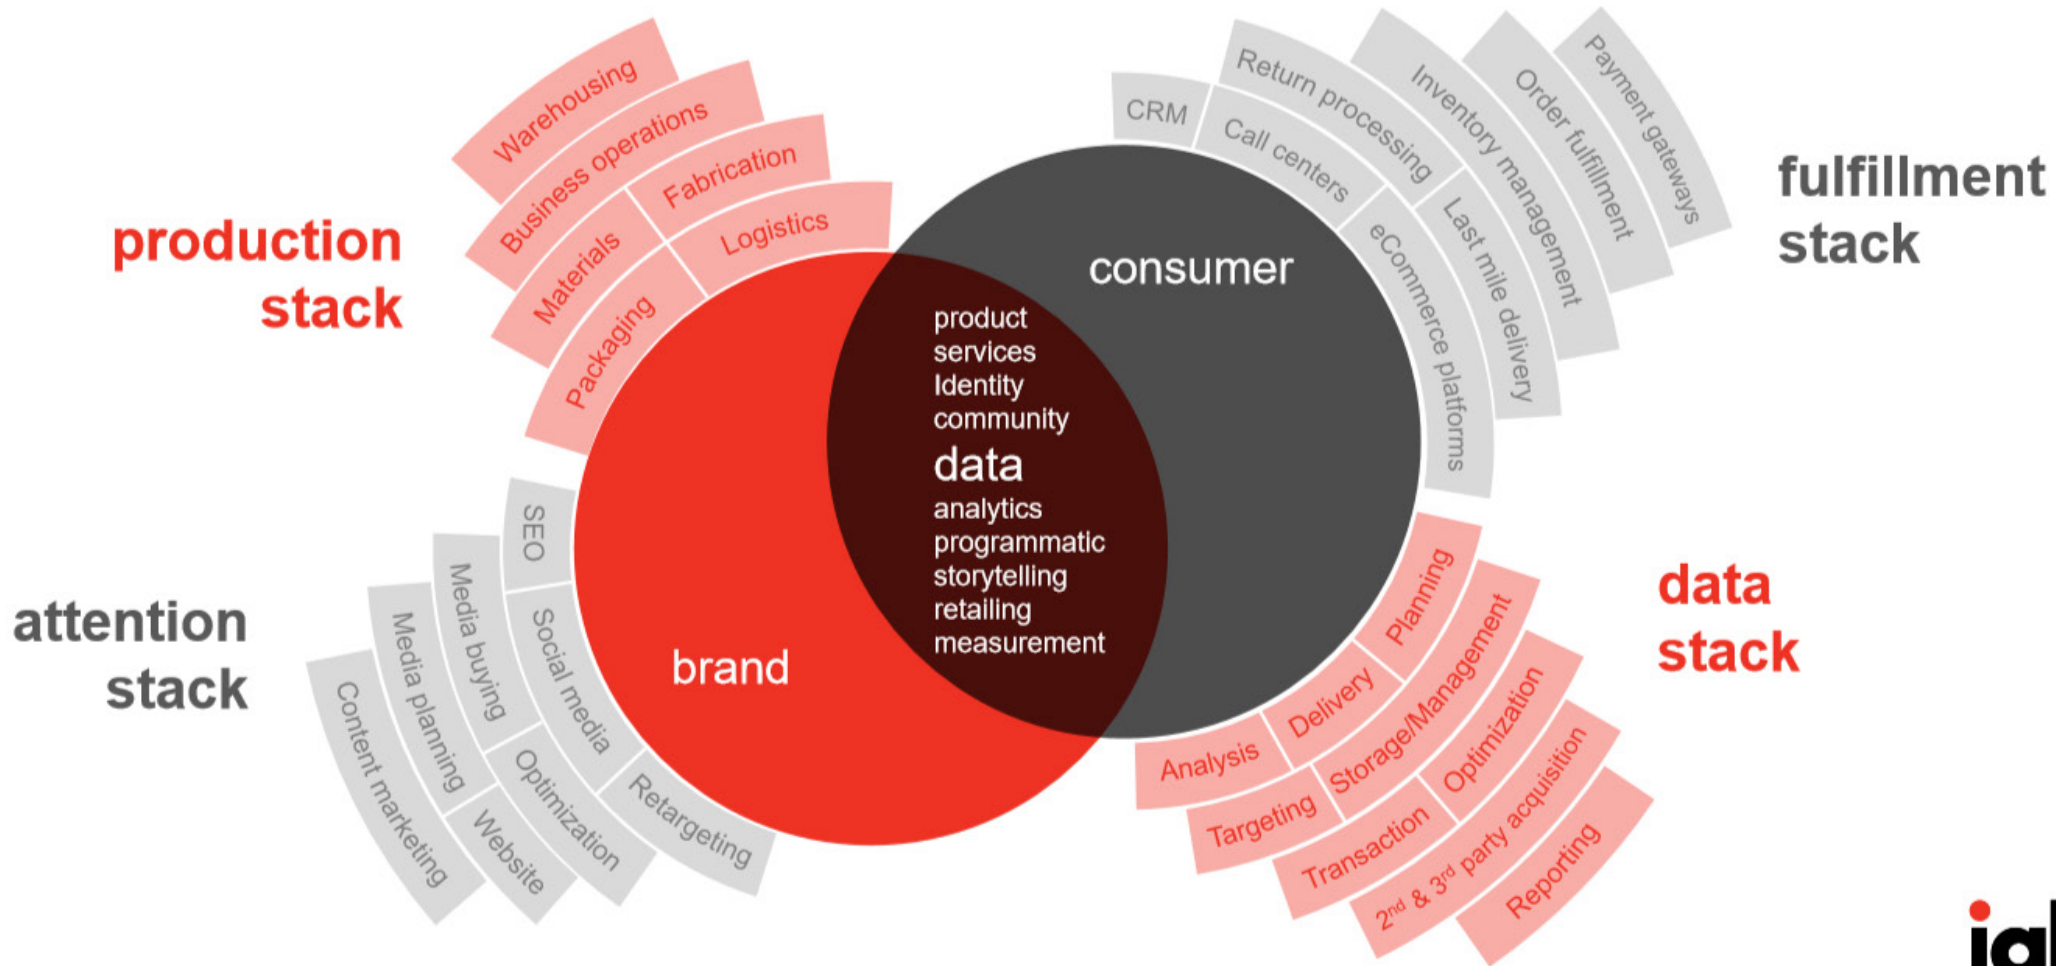 production
stack
Warehousing
Business operations
Fabrication
Materials
Logistics
Packaging
attention
stack
SEO
Social media
Retargeting
Media buying
Optimization
Media planning
Website
Content marketing
brand
consumer
product
services
Identity
community
data
analytics
programmatic
storytelling
retailing
measurement
fulfillment
stack
CRM
Call centers
eCommerce platforms
Return processing
Last mile delivery
Inventory management
Order fulfillment
Payment gateways
data
stack
Planning
Delivery
Analysis
Storage/Management
Targeting
Optimization
Transaction
2nd & 3rd party acquisition
Reporting